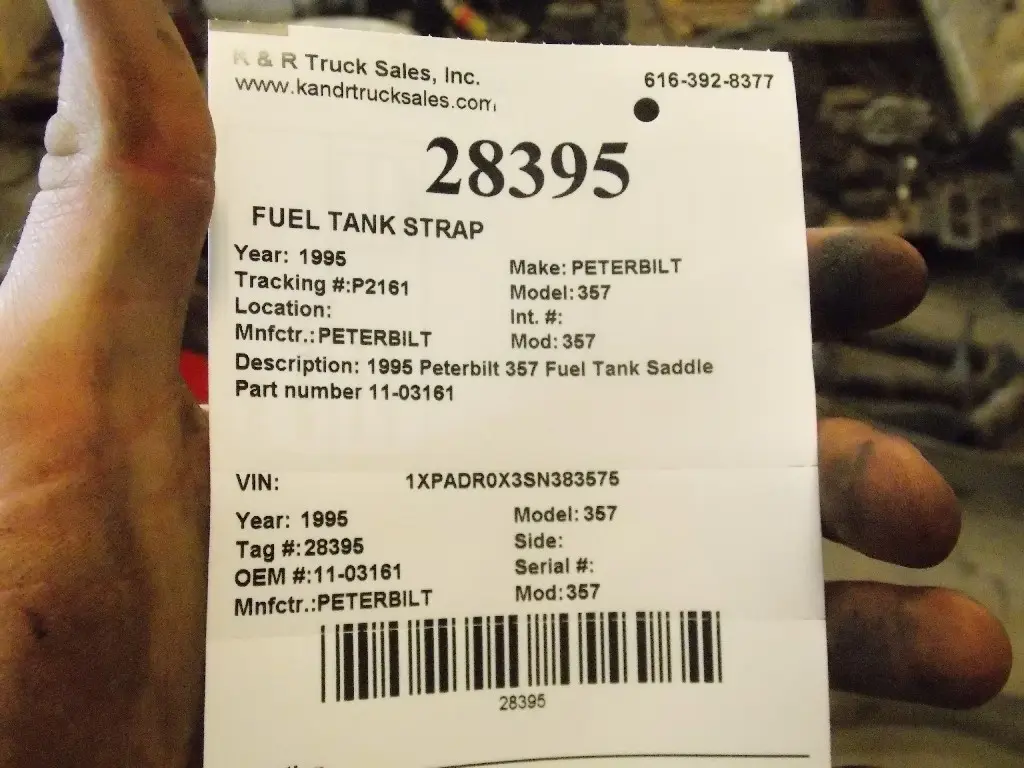 K & R Truck Sales, Inc.
616-392-8377
www.kandrtrucksales.com
28395
FUEL TANK STRAP
Year: 1995
Make: PETERBILT
Tracking #:P2161
Model: 357
Location:
Int. #:
Mnfctr.: PETERBILT
Mod: 357
Description: 1995 Peterbilt 357 Fuel Tank Saddle
Part number 11-03161
VIN: 1XPADR0X3SN383575
Year: 1995
Model: 357
Tag #:28395
Side:
OEM #:11-03161
Serial #:
Mnfctr.:PETERBILT
Mod: 357
28395